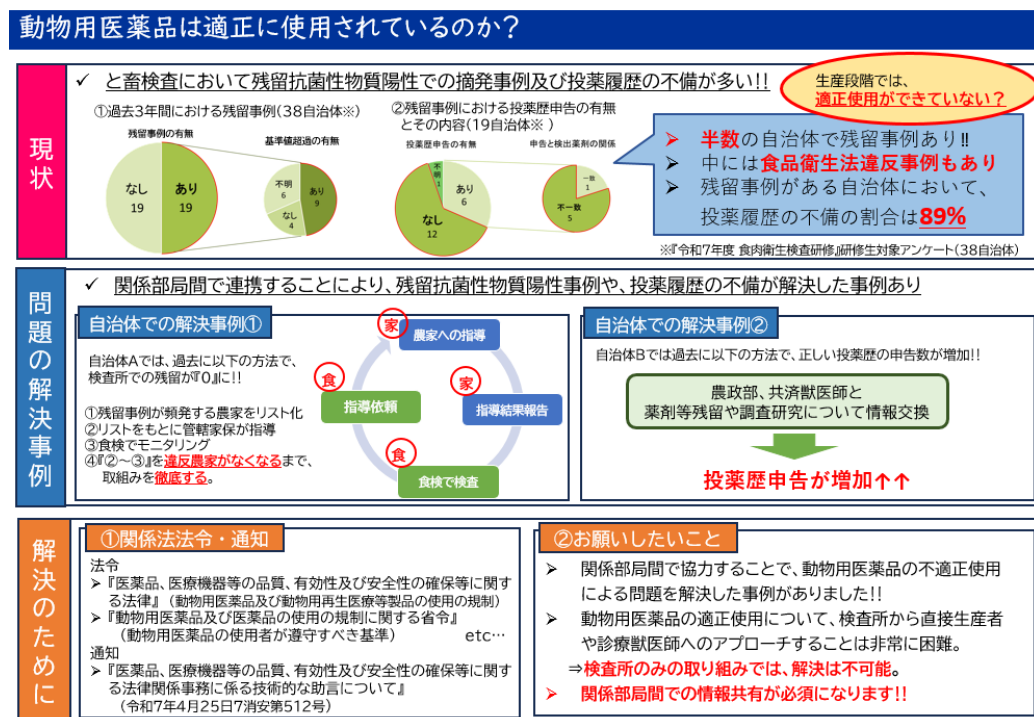 動物用医薬品は適正に使用されているのか?
現状
✓ と畜検査において残留抗菌性物質陽性での摘発事例及び投薬履歴の不備が多い!!
生産段階では、
適正使用ができていない?
①過去3年間における残留事例(38自治体※)
残留事例の有無
なし
19
あり
19
基準値超過の有無
不明
6
あり
9
なし
4
②残留事例における投薬歴申告の有無
とその内容(19自治体※ )
投薬歴申告の有無
不明
1
あり
6
なし
12
申告と検出薬剤の関係
一致
1
不一致
5
➢ 半数の自治体で残留事例あり!!
➢ 中には食品衛生法違反事例もあり
➢ 残留事例がある自治体において、
投薬履歴の不備の割合は89%
※『令和7年度 食肉衛生検査研修』研修生対象アンケート(38自治体)
問題の解決事例
✓ 関係部局間で連携することにより、残留抗菌性物質陽性事例や、投薬履歴の不備が解決した事例あり
自治体での解決事例①
自治体Aでは、過去に以下の方法で、
検査所での残留が『0』に!!
①残留事例が頻発する農家をリスト化
②リストをもとに管轄家保が指導
③食検でモニタリング
④『②~③』を違反農家がなくなるまで、
取組みを徹底する。
家
農家への指導
家
指導結果報告
食
食検で検査
食
指導依頼
自治体での解決事例②
自治体Bでは過去に以下の方法で、正しい投薬歴の申告数が増加!!
農政部、共済獣医師と
薬剤等残留や調査研究について情報交換
投薬歴申告が増加↑↑
解決のために
①関係法法令・通知
法令
➢『医薬品、医療機器等の品質、有効性及び安全性の確保等に関す
る法律』(動物用医薬品及び動物用再生医療等製品の使用の規制)
➢『動物用医薬品及び医薬品の使用の規制に関する省令』
(動物用医薬品の使用者が遵守すべき基準) etc…
通知
➢『医薬品、医療機器等の品質、有効性及び安全性の確保等に関す
る法律関係事務に係る技術的な助言について』
(令和7年4月25日7消安第512号)
②お願いしたいこと
➢ 関係部局間で協力することで、動物用医薬品の不適正使用
による問題を解決した事例がありました!!
➢ 動物用医薬品の適正使用について、検査所から直接生産者
や診療獣医師へのアプローチすることは非常に困難。
⇒検査所のみの取り組みでは、解決は不可能。
➢ 関係部局間での情報共有が必須になります!!